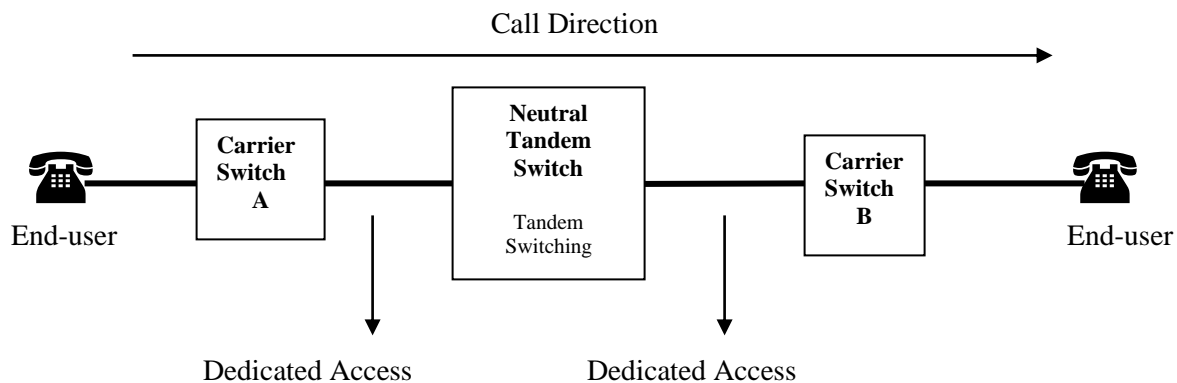 Call Direction
Neutral
Tandem
Switch
Tandem
Switching
Carrier
Switch
A
Carrier
Switch
B
End-user
End-user
Dedicated Access
Dedicated Access